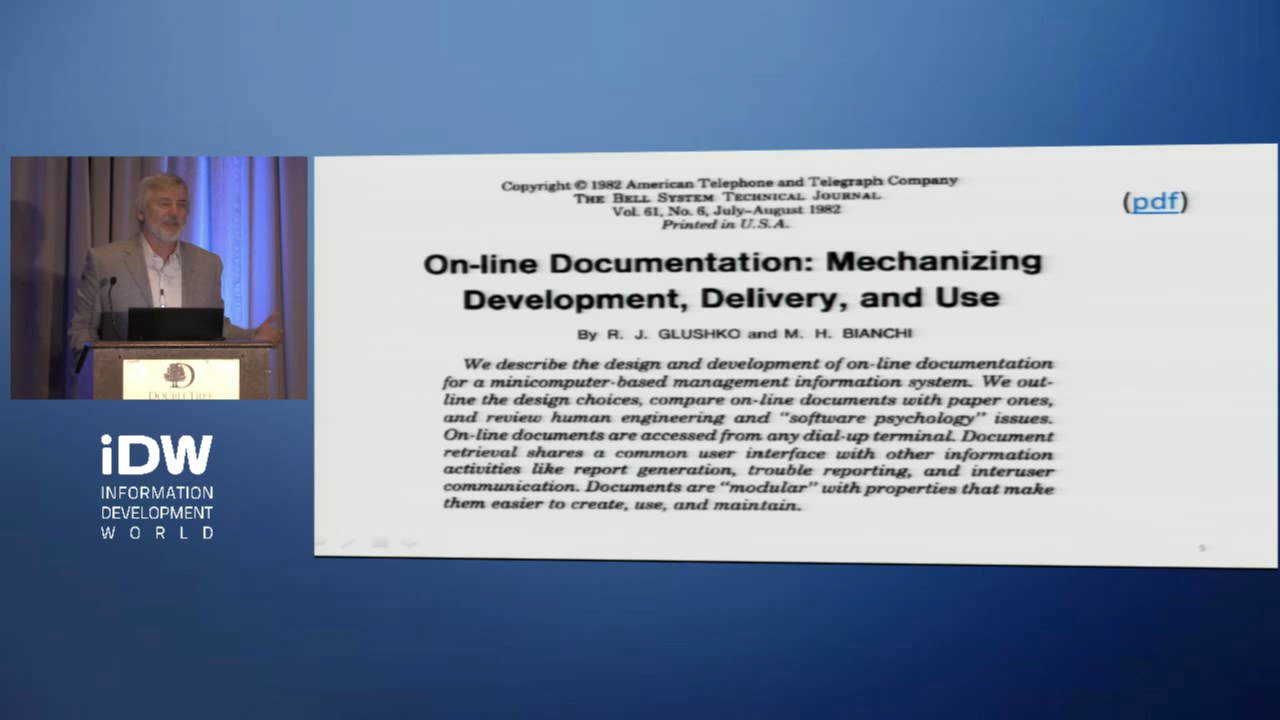 Copyright © 1982 American Telephone and Telegraph Company
THE BELL SYSTEM TECHNICAL JOURNAL
Vol. 61, No. 6, July–August 1982
Printed in U.S.A.
(pdf)
On-line Documentation: Mechanizing
Development, Delivery, and Use
By R. J. GLUSHKO and M. H. BIANCHI
We describe the design and development of on-line documentation
for a minicomputer-based management information system. We out-
line the design choices, compare on-line documents with paper ones,
and review human engineering and “software psychology” issues.
On-line documents are accessed from any dial-up terminal. Document
retrieval shares a common user interface with other information
activities like report generation, trouble reporting, and interuser
communication. Documents are “modular” with properties that make
them easier to create, use, and maintain.
5
D
DOUBLETREE
iDW
INFORMATION
DEVELOPMENT
WORLD